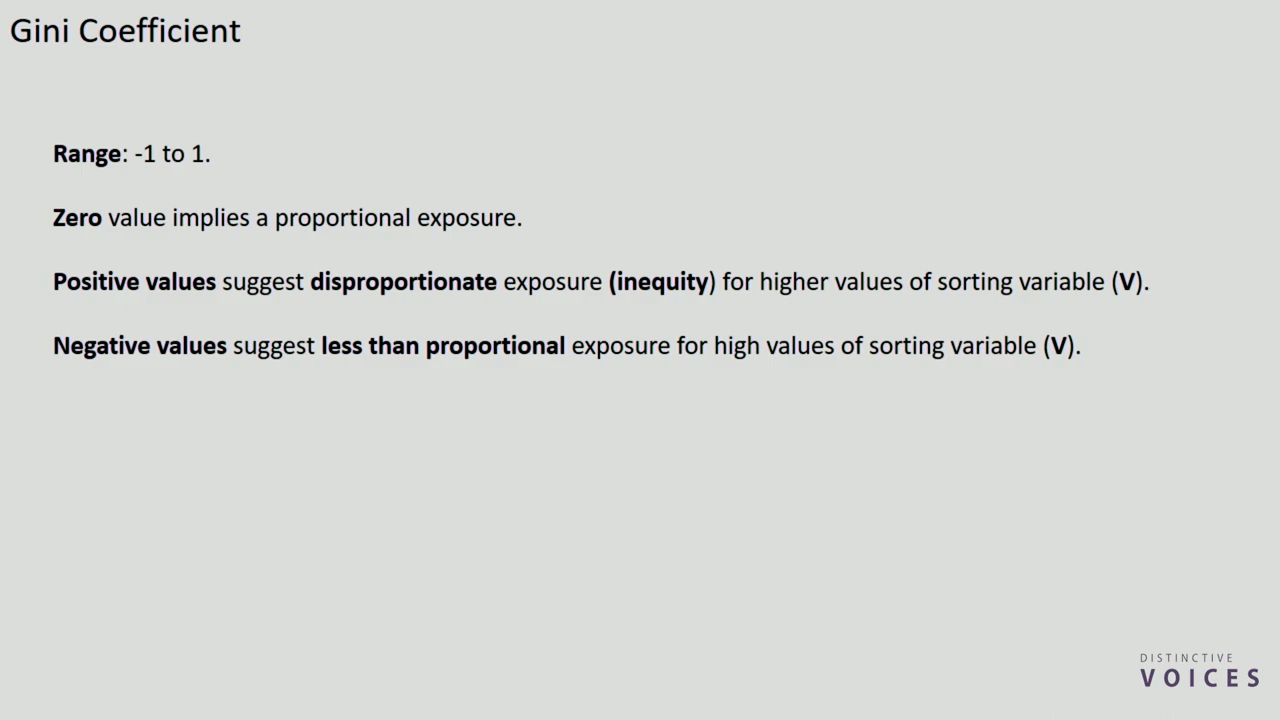 Gini Coefficient
Range: -1 to 1.
Zero value implies a proportional exposure.
Positive values suggest disproportionate exposure (inequity) for higher values of sorting variable (V).
Negative values suggest less than proportional exposure for high values of sorting variable (V).
DISTINCTIVE
VOICES